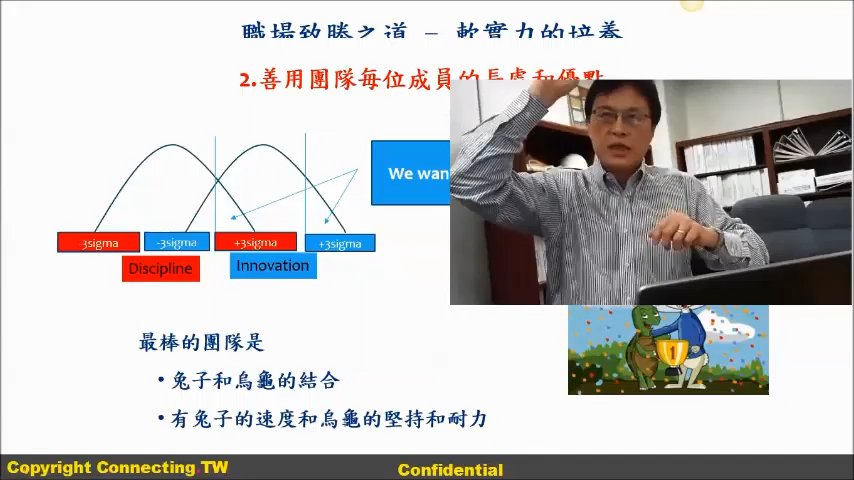 職場致勝之道 – 軟實力的培養
2.善用團隊每位成員的長處和優點
We wan
-3sigma
-3sigma
+3sigma
+3sigma
Discipline
Innovation
1
最棒的團隊是
• 兔子和烏龜的結合
• 有兔子的速度和烏龜的堅持和耐力
Copyright Connecting.TW
Confidential